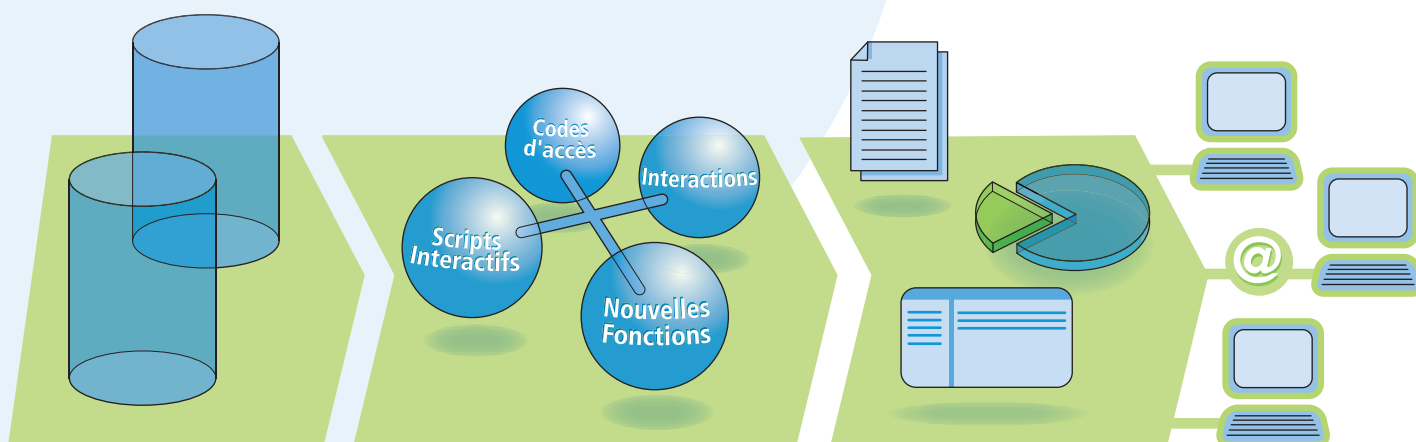 Codes
d'accès
Interactions
Scripts
Interactifs
Nouvelles
Fonctions
@